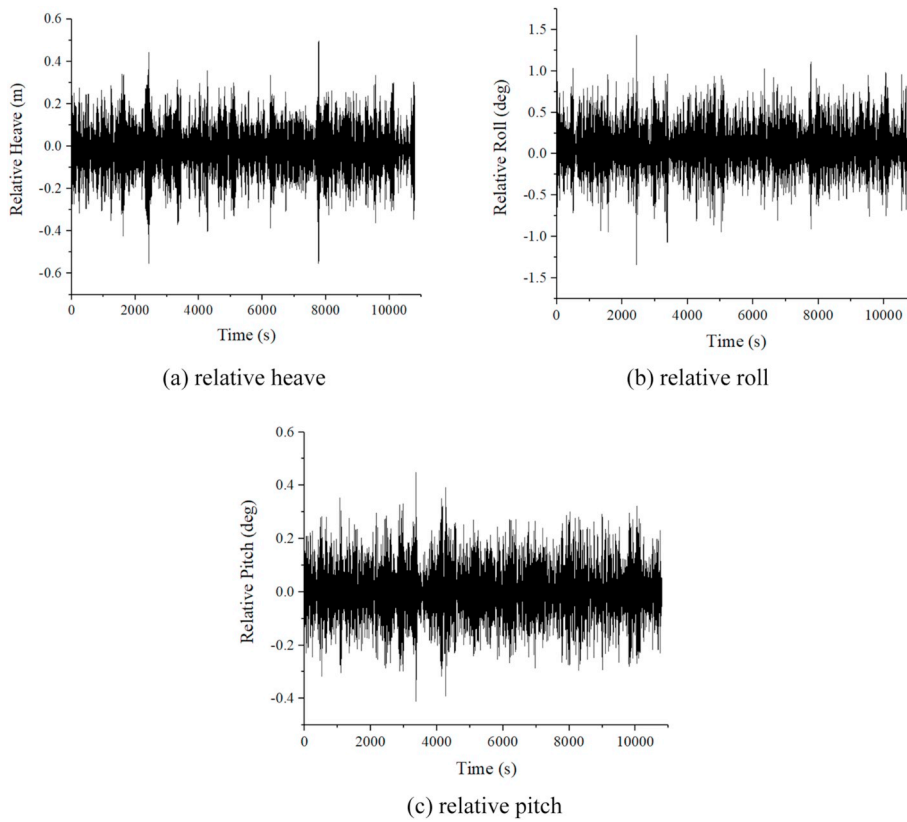 0.6
0.4
0.2
0.0
-0.2
-0.4
-0.6
Relative Heave (m)
0 2000 4000 6000 8000 10000
Time (s)
(a) relative heave
1.5
1.0
0.5
0.0
-0.5
-1.0
-1.5
Relative Roll (deg)
0 2000 4000 6000 8000 10000
Time (s)
(b) relative roll
0.6
0.4
0.2
0.0
-0.2
-0.4
Relative Pitch (deg)
0 2000 4000 6000 8000 10000
Time (s)
(c) relative pitch